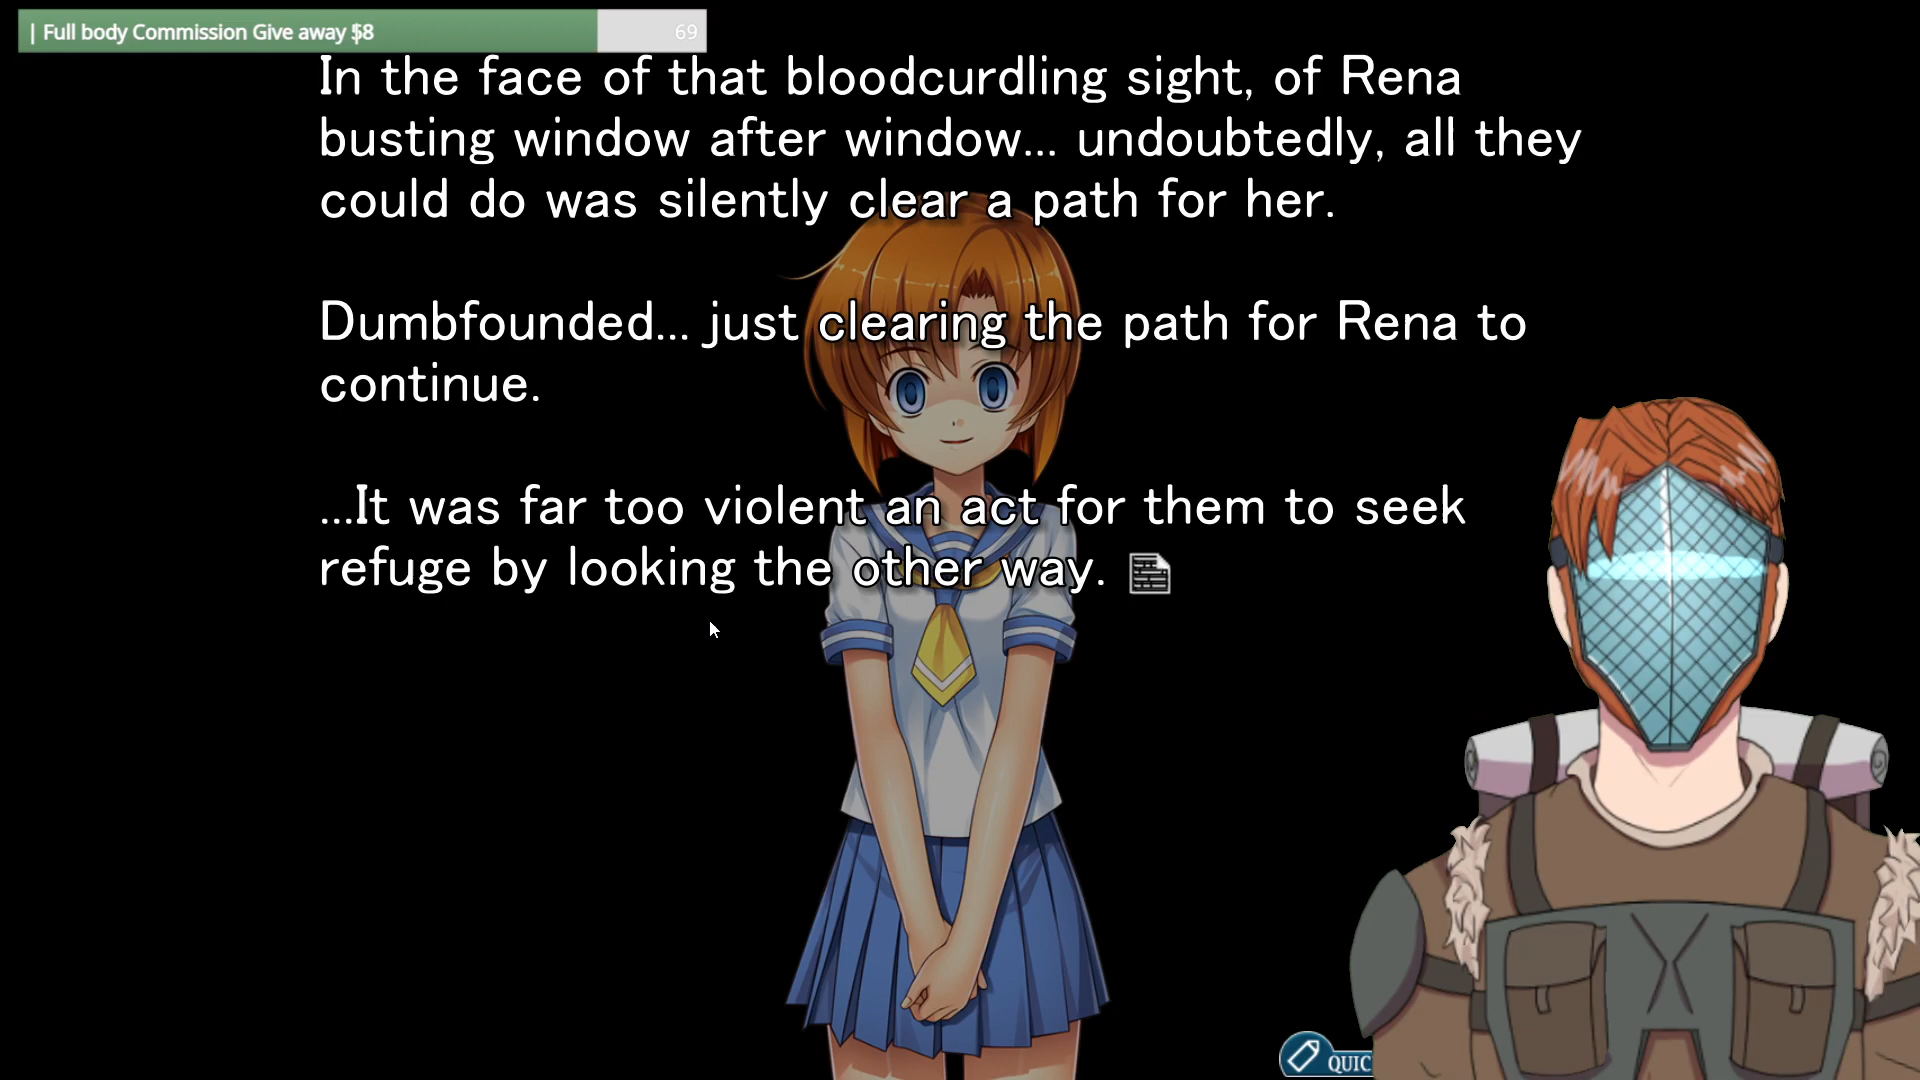 | Full body Commission Give away $8
69
In the face of that bloodcurdling sight, of Rena
busting window after window... undoubtedly, all they
could do was silently clear a path for her.
Dumbfounded... just clearing the path for Rena to
continue.
...It was far too violent an act for them to seek
refuge by looking the other way.
QUIC